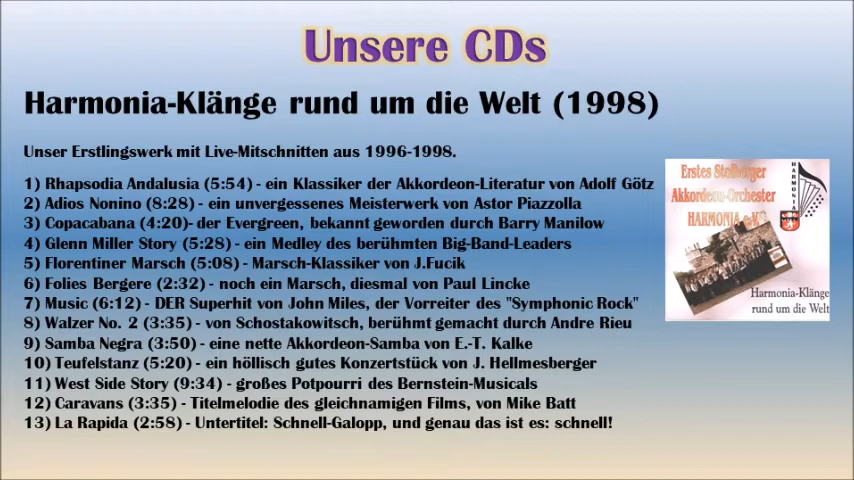 Unsere CDs
Harmonia-Klänge rund um die Welt (1998)
Unser Erstlingswerk mit Live-Mitschnitten aus 1996-1998.
1) Rhapsodia Andalusia (5:54) - ein Klassiker der Akkordeon-Literatur von Adolf Götz
2) Adios Nonino (8:28) - ein unvergessenes Meisterwerk von Astor Piazzolla
3) Copacabana (4:20)- der Evergreen, bekannt geworden durch Barry Manilow
4) Glenn Miller Story (5:28) - ein Medley des berühmten Big-Band-Leaders
5) Florentiner Marsch (5:08) - Marsch-Klassiker von J.Fucik
6) Folies Bergere (2:32) - noch ein Marsch, diesmal von Paul Lincke
7) Music (6:12) - DER Superhit von John Miles, der Vorreiter des "Symphonic Rock"
8) Walzer No. 2 (3:35) - von Schostakowitsch, berühmt gemacht durch Andre Rieu
9) Samba Negra (3:50) - eine nette Akkordeon-Samba von E.-T. Kalke
10) Teufelstanz (5:20) - ein höllisch gutes Konzertstück von J. Hellmesberger
11) West Side Story (9:34) - großes Potpourri des Bernstein-Musicals
12) Caravans (3:35) - Titelmelodie des gleichnamigen Films, von Mike Batt
13) La Rapida (2:58) - Untertitel: Schnell-Galopp, und genau das ist es: schnell!
Erstes Stolberger
Akkordeon-Orchester
HARMONIA e.V.
HARMONIA
Harmonia-Klänge
rund um die Welt